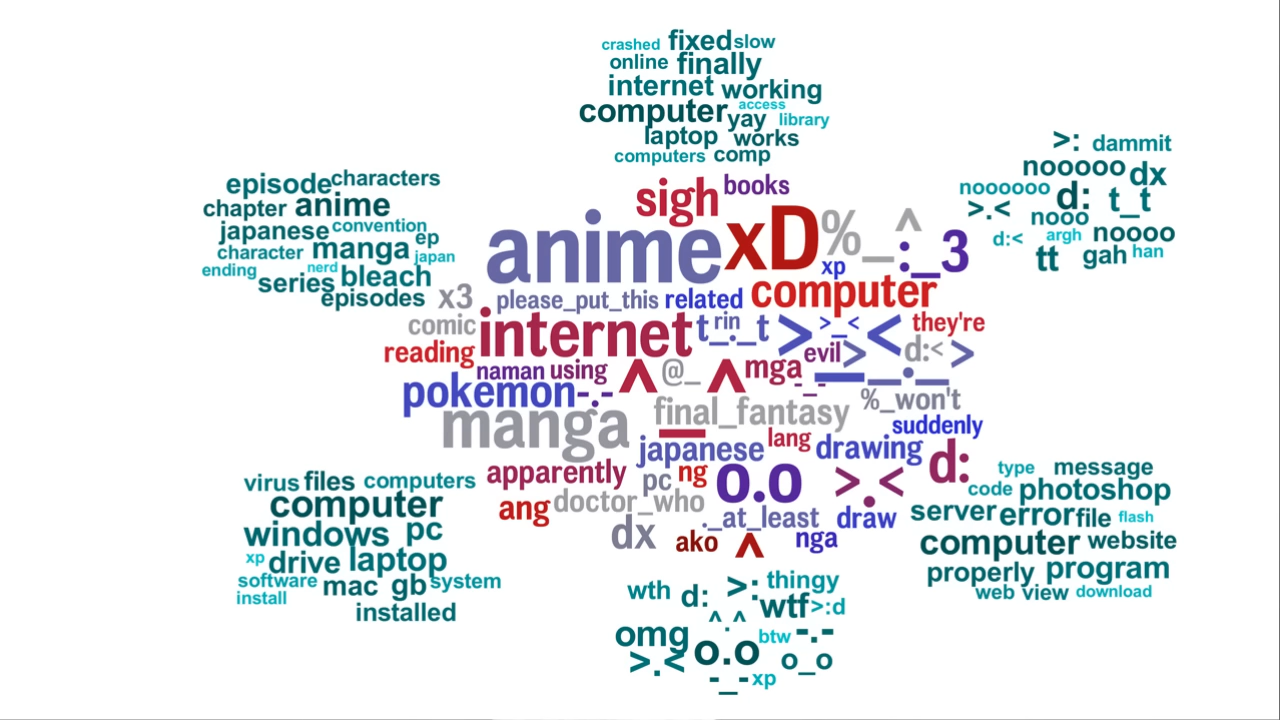 crashed fixed slow
online finally
internet working
computer access
yay library
laptop works
computers comp
>: dammit
nooooo dx
noooooo d: t_t
>.< nooo
d:< argh noooo
tt gah han
episode characters
chapter anime
japanese convention
character manga ep
ending nerd japan
series bleach
episodes
sigh books
anime xD %_^ :_3
xp
x3 please_put_this related computer
comic internet t_._t rin >_< they're
reading evil > d:< >
naman using ^_^ @_ mga -_- _._
pokemon -.- %_won't
manga final_fantasy suddenly
japanese lang drawing d:
apparently pc ng o.o >.<
ang doctor_who
dx ._at_least draw
ako ^ nga
virus files computers
computer
windows pc
xp drive laptop
software mac gb system
install
installed
type message
code photoshop
server error file flash
computer website
properly program
web view download
wth d: >: thingy
^.^ wtf >:d
omg btw -.-
>.< o.o o_o
-_- xp